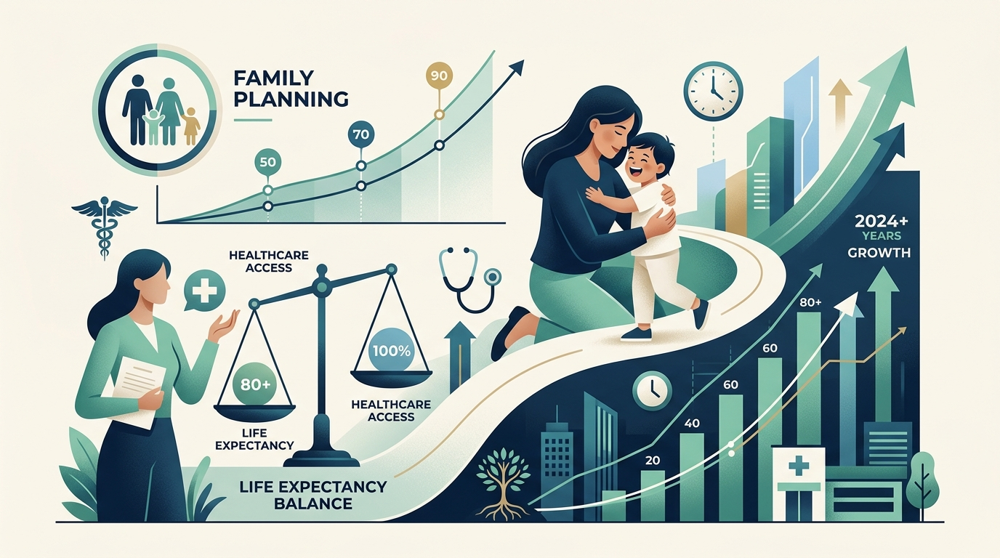 FAMILY
PLANNING
50
70
90
HEALTHCARE
ACCESS
80+
100%
LIFE
EXPECTANCY
HEALTHCARE
ACCESS
LIFE EXPECTANCY
BALANCE
2024+
YEARS
GROWTH
20
40
60
60
80+